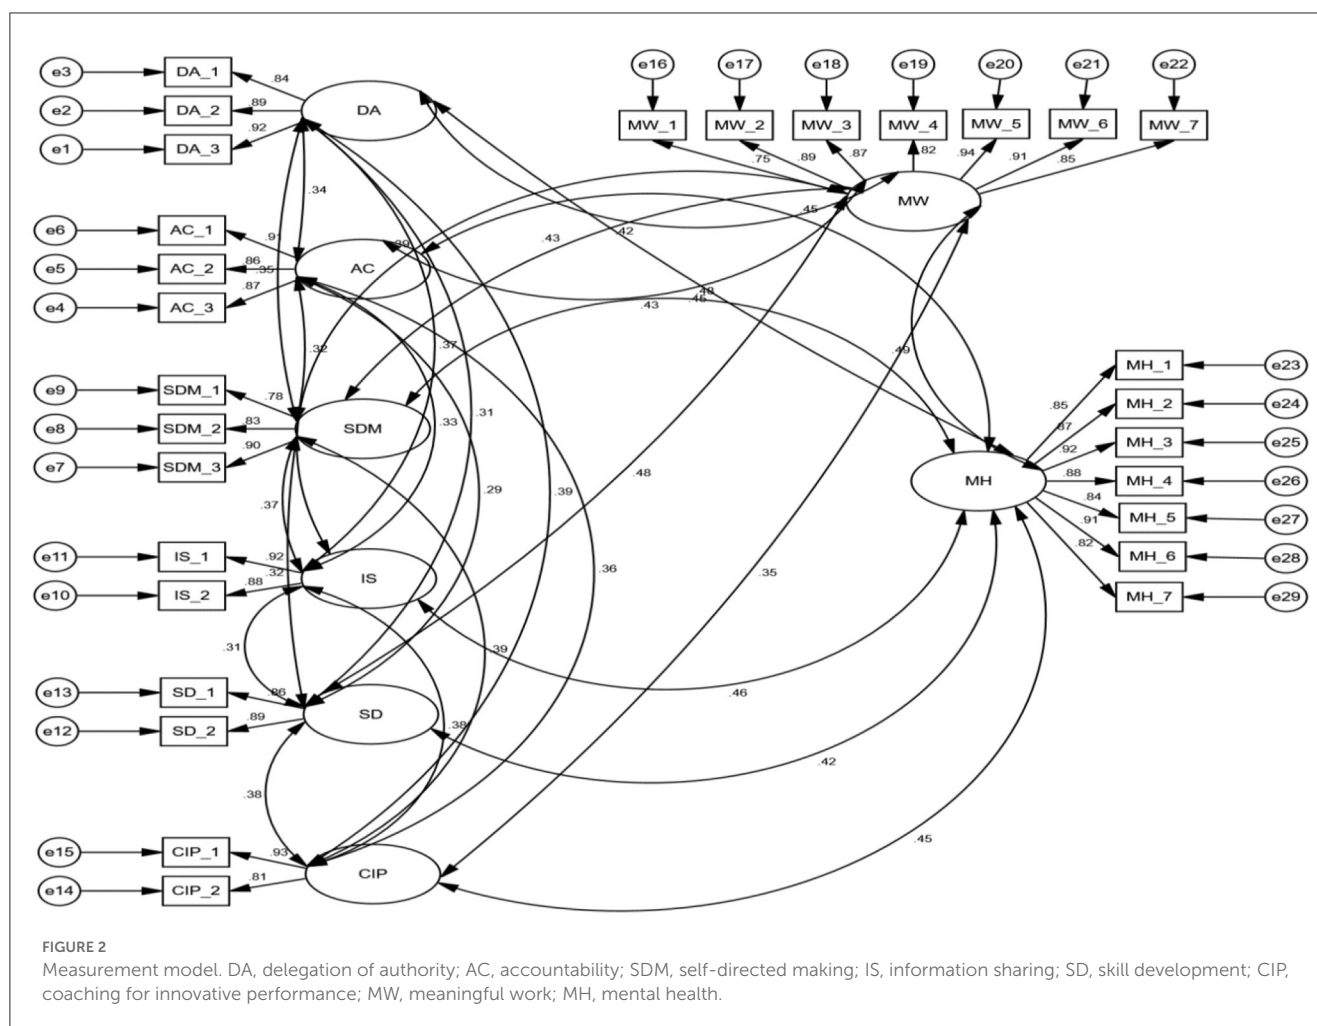 e16 e17 e18 e19 e20 e21 e22
MW_1 MW_2 MW_3 MW_4 MW_5 MW_6 MW_7
.75 .89 .87 .82 .94 .91 .85
MW
e3 DA_1 .84
e2 DA_2 .89
e1 DA_3 .92
DA
.34
.45
e6 AC_1 .91
e5 AC_2 .86
e4 AC_3 .87
AC
.39
.35
.43
.42
.48
.45
.43
.32
.37
.49
e9 SDM_1 .78
e8 SDM_2 .83
e7 SDM_3 .90
SDM
.31
.33
MH_1 e23 .85
MH_2 e24 .87
MH_3 e25 .92
MH_4 e26 .88
MH_5 e27 .84
MH_6 e28 .91
MH_7 e29 .82
MH
.48
.37
.29
.39
e11 IS_1 .92
e10 IS_2 .88
IS
.32
.36
.35
.31
.39
.46
e13 SD_1 .86
e12 SD_2 .89
SD
.38
.42
.38
.45
e15 CIP_1 .93
e14 CIP_2 .81
CIP
FIGURE 2
Measurement model. DA, delegation of authority; AC, accountability; SDM, self-directed making; IS, information sharing; SD, skill development; CIP,
coaching for innovative performance; MW, meaningful work; MH, mental health.